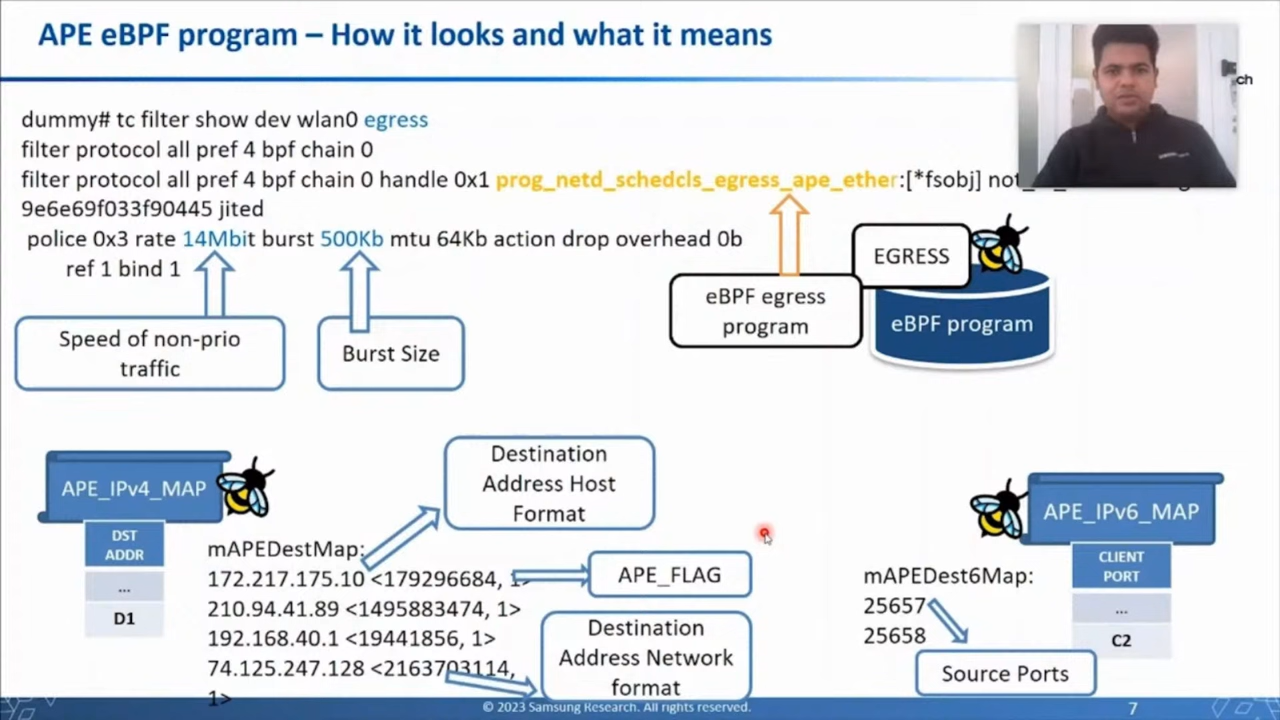 APE eBPF program – How it looks and what it means
ch
dummy# tc filter show dev wlan0 egress
filter protocol all pref 4 bpf chain 0
filter protocol all pref 4 bpf chain 0 handle 0x1 prog_netd_schedcls_egress_ape_ether:[*fsobj]
9e6e69f033f90445 jited
police 0x3 rate 14Mbit burst 500Kb mtu 64Kb action drop overhead 0b
ref 1 bind 1
EGRESS
eBPF egress
program
eBPF program
Speed of non-prio
traffic
Burst Size
Destination
Address Host
Format
APE_IPv4_MAP
DST
ADDR
...
D1
mAPEDestMap:
172.217.175.10 <179296684, 1>
210.94.41.89 <1495883474, 1>
192.168.40.1 <19441856, 1>
74.125.247.128 <2163703114,
1>
APE_FLAG
Destination
Address Network
format
APE_IPv6_MAP
CLIENT
PORT
...
C2
mAPEDest6Map:
25657
25658
Source Ports
© 2023 Samsung Research. All rights reserved.
7